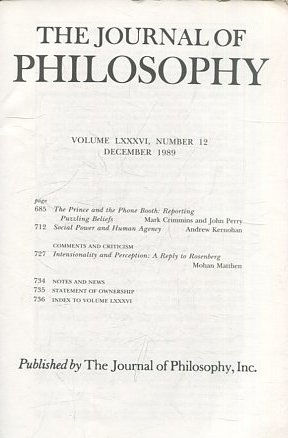 THE JOURNAL OF
PHILOSOPHY
VOLUME LXXXVI, NUMBER 12
DECEMBER 1989
page
685 The Prince and the Phone Booth: Reporting
Puzzling Beliefs Mark Crimmins and John Perry
712 Social Power and Human Agency Andrew Kernohan
COMMENTS AND CRITICISM
727 Intensionality and Perception: A Reply to Rosenberg
Mohan Matthen
734 NOTES AND NEWS
735 STATEMENT OF OWNERSHIP
736 INDEX TO VOLUME LXXXVI
Published by The Journal of Philosophy, Inc.